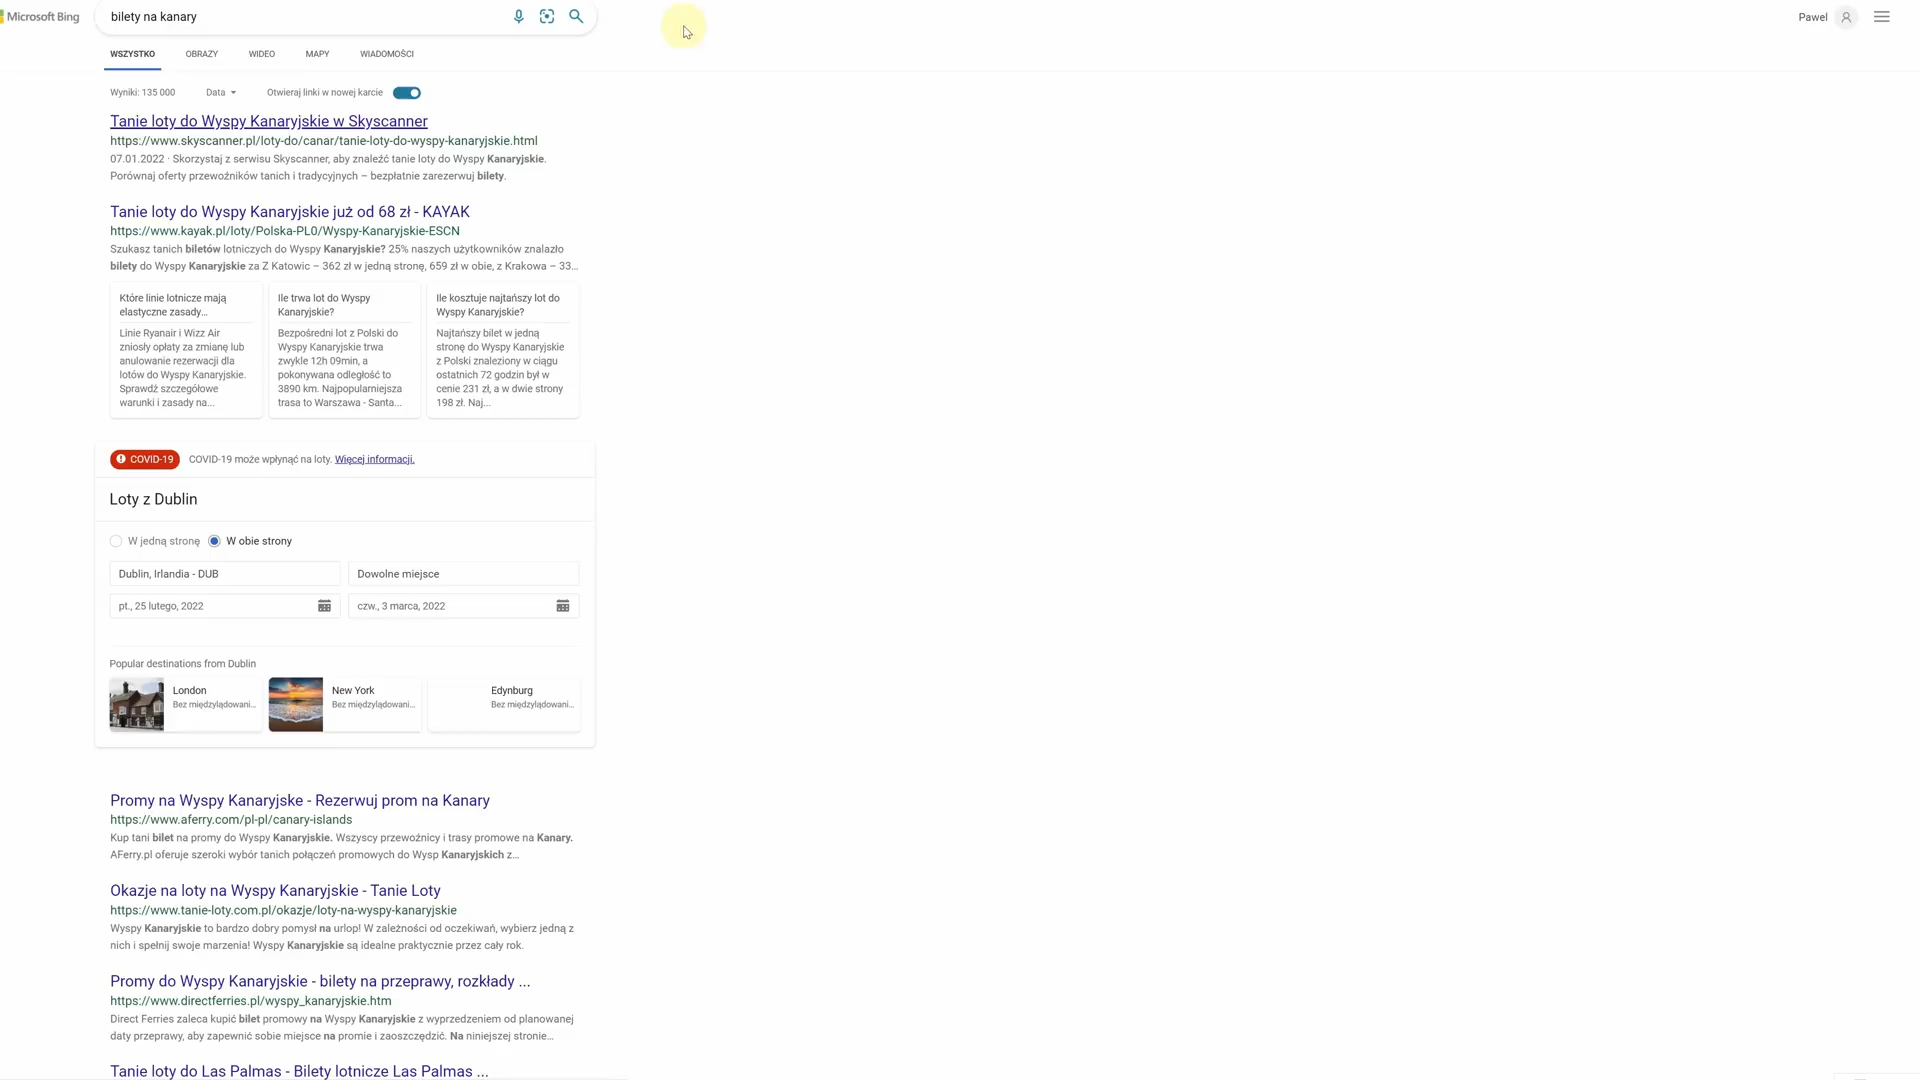 Microsoft Bing
bilety na kanary
Pawel
WSZYSTKO OBRAZY WIDEO MAPY WIADOMOŚCI
Wyniki: 135 000 Data Otwieraj linki w nowej karcie
Tanie loty do Wyspy Kanaryjskie w Skyscanner
https://www.skyscanner.pl/loty-do/canar/tanie-loty-do-wyspy-kanaryjskie.html
07.01.2022 · Skorzystaj z serwisu Skyscanner, aby znaleźć tanie loty do Wyspy Kanaryjskie.
Porównaj oferty przewoźników tanich i tradycyjnych – bezpłatnie zarezerwuj bilety.
Tanie loty do Wyspy Kanaryjskie już od 68 zł - KAYAK
https://www.kayak.pl/loty/Polska-PL0/Wyspy-Kanaryjskie-ESCN
Szukasz tanich biletów lotniczych do Wyspy Kanaryjskie? 25% naszych użytkowników znalazło
bilety do Wyspy Kanaryjskie za Z Katowic – 362 zł w jedną stronę, 659 zł w obie, z Krakowa – 33...
Które linie lotnicze mają
elastyczne zasady...
Linie Ryanair i Wizz Air
zniosły opłaty za zmianę lub
anulowanie rezerwacji dla
lotów do Wyspy Kanaryjskie.
Sprawdź szczegółowe
warunki i zasady na...
Ile trwa lot do Wyspy
Kanaryjskie?
Bezpośredni lot z Polski do
Wyspy Kanaryjskie trwa
zwykle 12h 09min, a
pokonywana odległość to
3890 km. Najpopularniejsza
trasa to Warszawa - Santa...
Ile kosztuje najtańszy lot do
Wyspy Kanaryjskie?
Najtańszy bilet w jedną
stronę do Wyspy Kanaryjskie
z Polski znaleziony w ciągu
ostatnich 72 godzin był w
cenie 231 zł, a w dwie strony
198 zł. Naj...
COVID-19 COVID-19 może wpłynąć na loty. Więcej informacji.
Loty z Dublin
W jedną stronę W obie strony
Dublin, Irlandia - DUB Dowolne miejsce
pt., 25 lutego, 2022 czw., 3 marca, 2022
Popular destinations from Dublin
London
Bez międzylądowani...
New York
Bez międzylądowani...
Edynburg
Bez międzylądowani...
Promy na Wyspy Kanaryjske - Rezerwuj prom na Kanary
https://www.aferry.com/pl-pl/canary-islands
Kup tani bilet na promy do Wyspy Kanaryjskie. Wszyscy przewoźnicy i trasy promowe na Kanary.
AFerry.pl oferuje szeroki wybór tanich połączeń promowych do Wysp Kanaryjskich z...
Okazje na loty na Wyspy Kanaryjskie - Tanie Loty
https://www.tanie-loty.com.pl/okazje/loty-na-wyspy-kanaryjskie
Wyspy Kanaryjskie to bardzo dobry pomysł na urlop! W zależności od oczekiwań, wybierz jedną z
nich i spełnij swoje marzenia! Wyspy Kanaryjskie są idealne praktycznie przez cały rok.
Promy do Wyspy Kanaryjskie - bilety na przeprawy, rozkłady ...
https://www.directferries.pl/wyspy_kanaryjskie.htm
Direct Ferries zaleca kupić bilet promowy na Wyspy Kanaryjskie z wyprzedzeniem od planowanej
daty przeprawy, aby zapewnić sobie miejsce na promie i zaoszczędzić. Na niniejszej stronie...
Tanie loty do Las Palmas - Bilety lotnicze Las Palmas ...